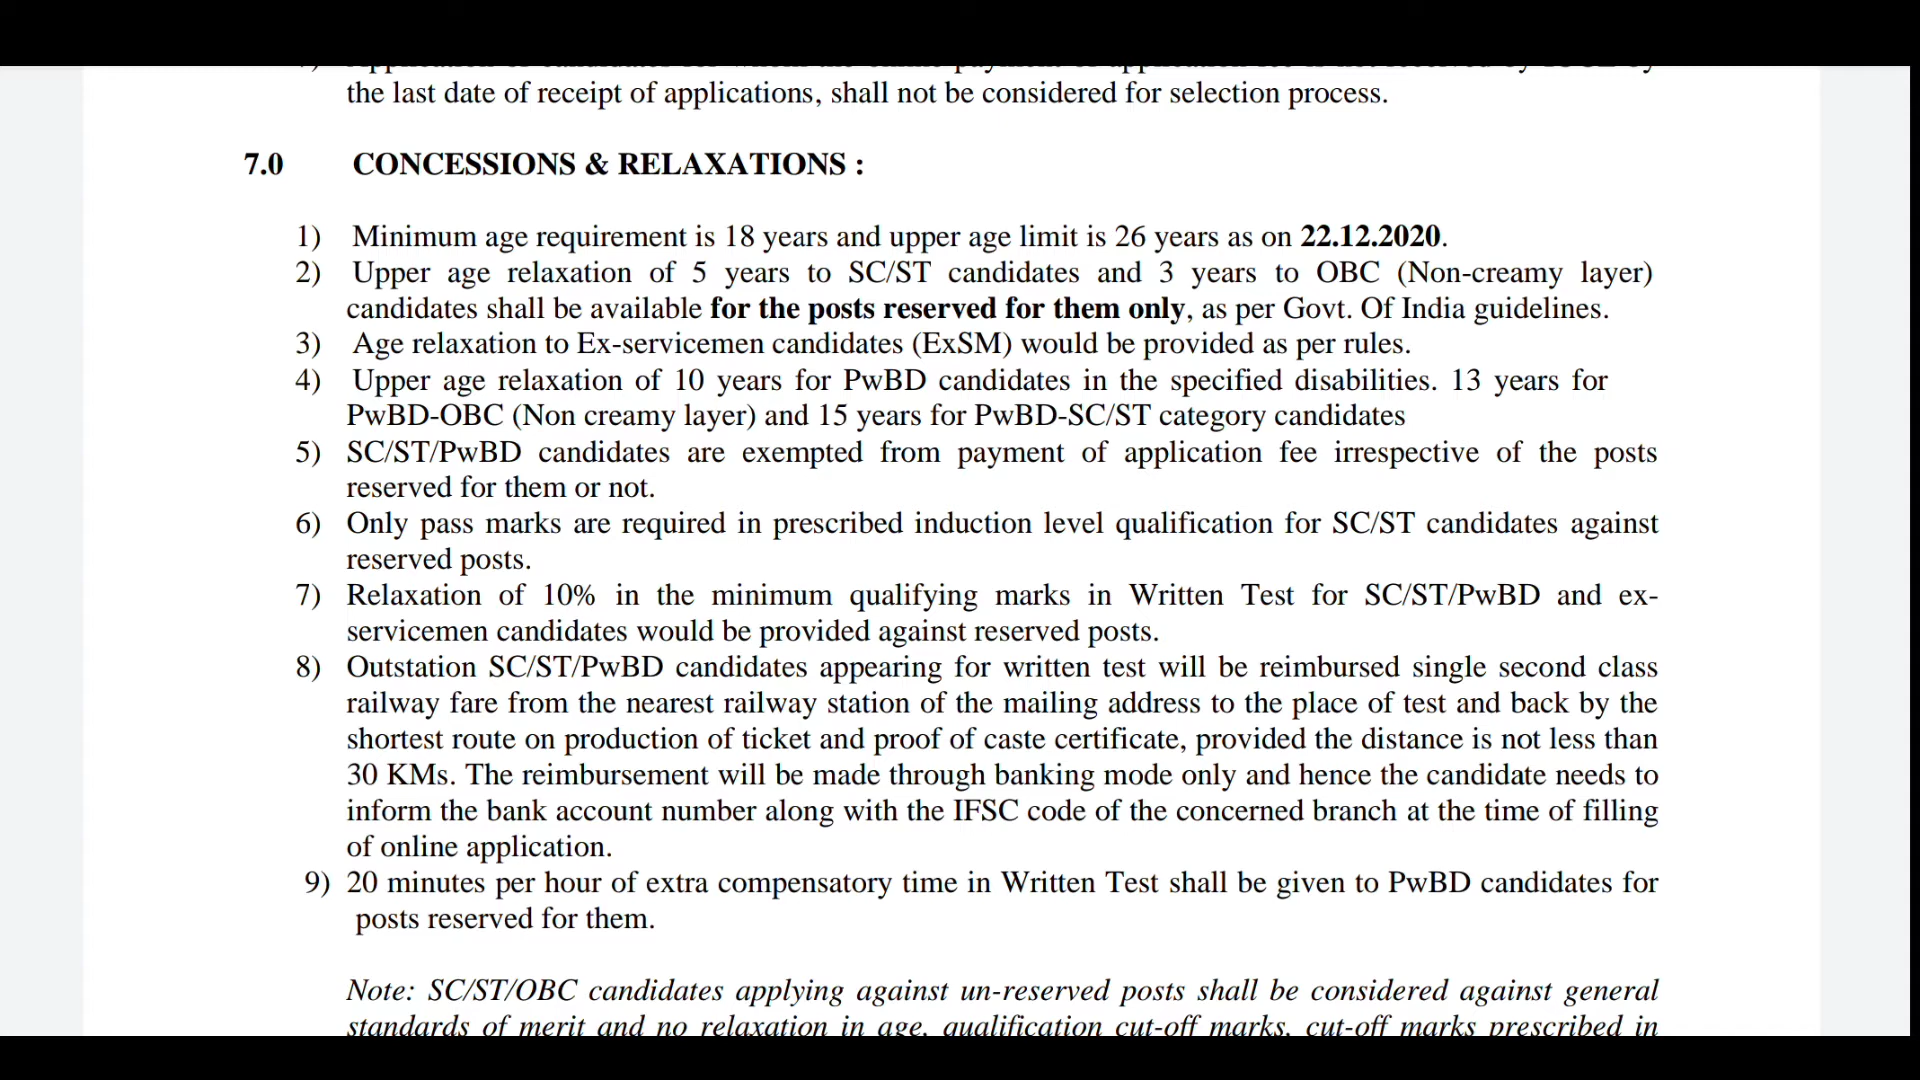 the last date of receipt of applications, shall not be considered for selection process.
7.0 CONCESSIONS & RELAXATIONS :
1) Minimum age requirement is 18 years and upper age limit is 26 years as on 22.12.2020.
2) Upper age relaxation of 5 years to SC/ST candidates and 3 years to OBC (Non-creamy layer)
candidates shall be available for the posts reserved for them only, as per Govt. Of India guidelines.
3) Age relaxation to Ex-servicemen candidates (ExSM) would be provided as per rules.
4) Upper age relaxation of 10 years for PwBD candidates in the specified disabilities. 13 years for
PwBD-OBC (Non creamy layer) and 15 years for PwBD-SC/ST category candidates
5) SC/ST/PwBD candidates are exempted from payment of application fee irrespective of the posts
reserved for them or not.
6) Only pass marks are required in prescribed induction level qualification for SC/ST candidates against
reserved posts.
7) Relaxation of 10% in the minimum qualifying marks in Written Test for SC/ST/PwBD and ex-
servicemen candidates would be provided against reserved posts.
8) Outstation SC/ST/PwBD candidates appearing for written test will be reimbursed single second class
railway fare from the nearest railway station of the mailing address to the place of test and back by the
shortest route on production of ticket and proof of caste certificate, provided the distance is not less than
30 KMs. The reimbursement will be made through banking mode only and hence the candidate needs to
inform the bank account number along with the IFSC code of the concerned branch at the time of filling
of online application.
9) 20 minutes per hour of extra compensatory time in Written Test shall be given to PwBD candidates for
posts reserved for them.
Note: SC/ST/OBC candidates applying against un-reserved posts shall be considered against general
standards of merit and no relaxation in age, qualification cut-off marks, cut-off marks prescribed in